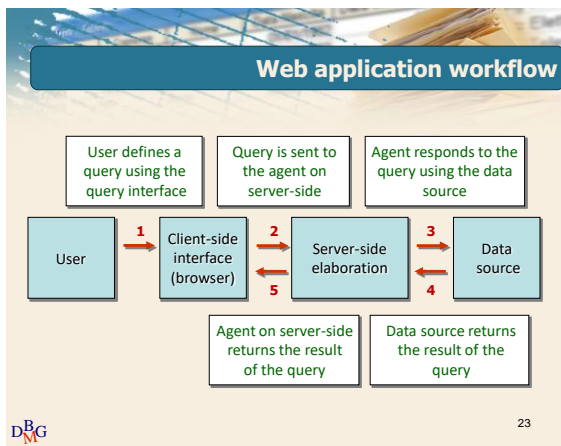 Web application workflow
User defines a
query using the
query interface
Query is sent to
the agent on
server-side
Agent responds to the
query using the data
source
User
1
Client-side
interface
(browser)
2
5
Server-side
elaboration
3
4
Data
source
Agent on server-side
returns the result
of the query
Data source returns
the result of the
query
DBMG
23